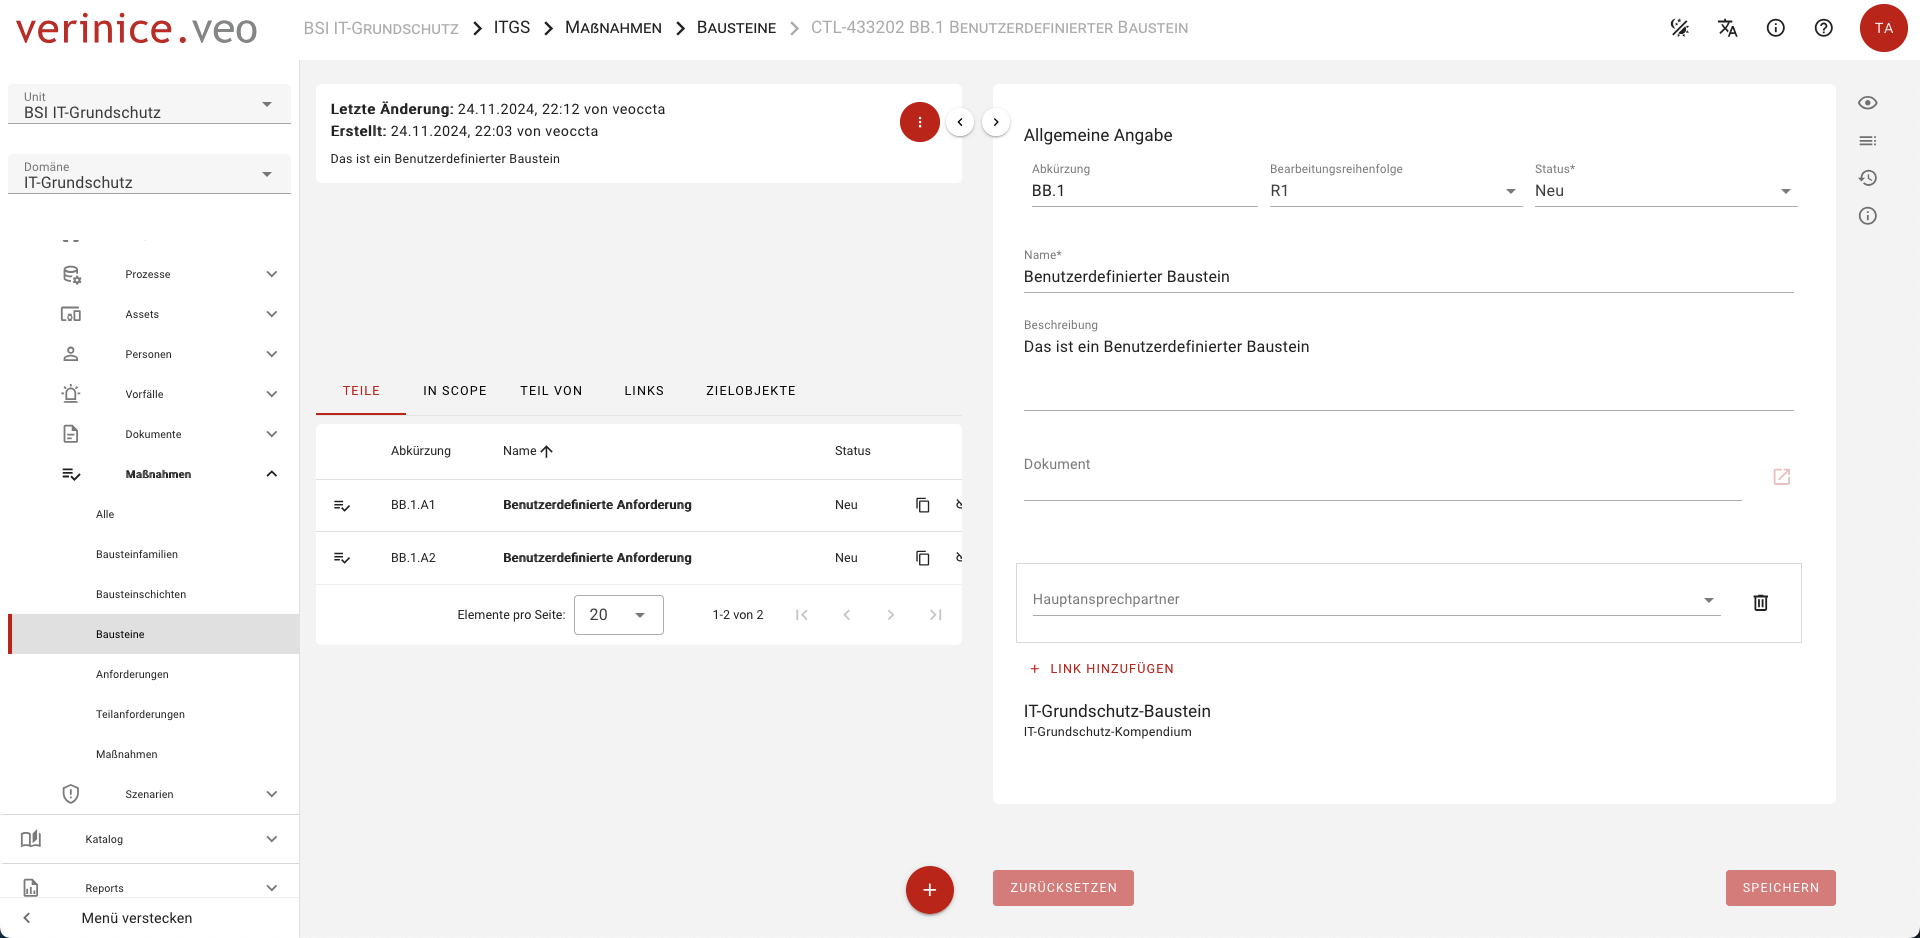 verinice.veo
BSI IT-Grundschutz
ITGS
Maßnahmen
Bausteine
CTL-433202 BB.1 Benutzerdefinierter Baustein
TA
Unit
BSI IT-Grundschutz
Domäne
IT-Grundschutz
Prozesse
Assets
Personen
Vorfälle
Dokumente
Maßnahmen
Alle
Bausteinfamilien
Bausteinschichten
Bausteine
Anforderungen
Teilanforderungen
Maßnahmen
Szenarien
Katalog
Reports
Menü verstecken
Letzte Änderung: 24.11.2024, 22:12 von veoccta
Erstellt: 24.11.2024, 22:03 von veoccta
Das ist ein Benutzerdefinierter Baustein
TEILE
IN SCOPE
TEIL VON
LINKS
ZIELOBJEKTE
Abkürzung Name Status
BB.1.A1 Benutzerdefinierte Anforderung Neu
BB.1.A2 Benutzerdefinierte Anforderung Neu
Elemente pro Seite: 20 1-2 von 2
Allgemeine Angabe
Abkürzung
BB.1
Bearbeitungsreihenfolge
R1
Status*
Neu
Name*
Benutzerdefinierter Baustein
Beschreibung
Das ist ein Benutzerdefinierter Baustein
Dokument
Hauptansprechpartner
LINK HINZUFÜGEN
IT-Grundschutz-Baustein
IT-Grundschutz-Kompendium
ZURÜCKSETZEN
SPEICHERN